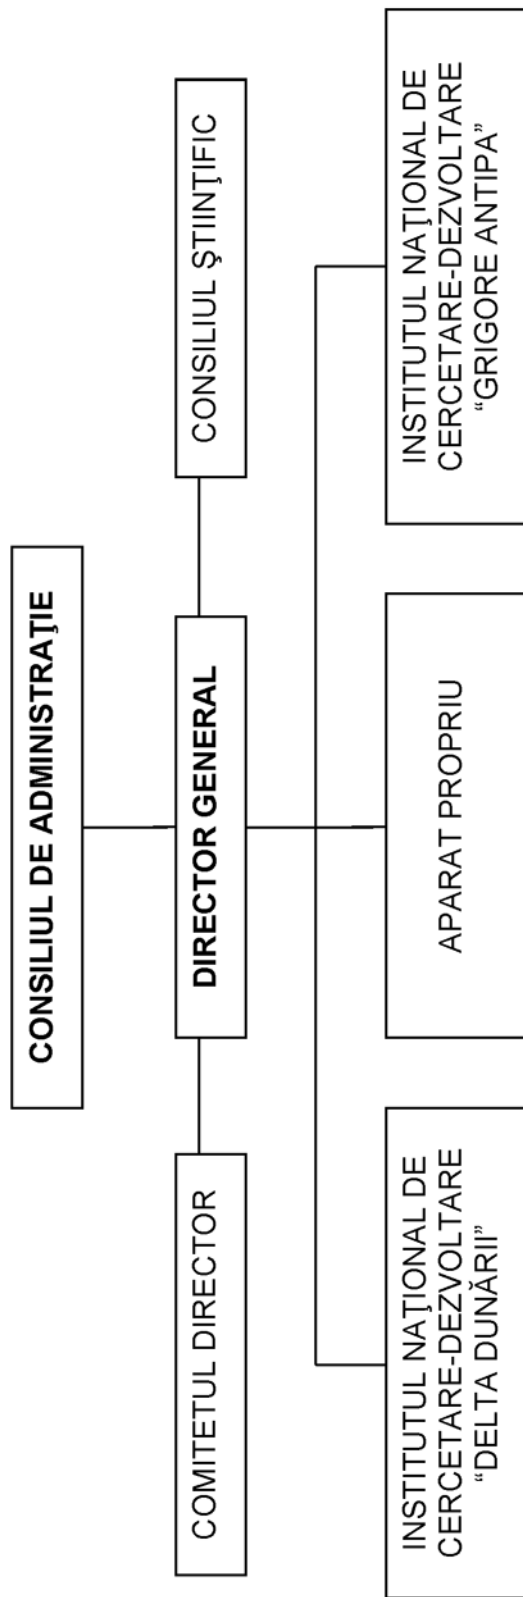 CONSILIUL DE ADMINISTRAŢIE
COMITETUL DIRECTOR
DIRECTOR GENERAL
CONSILIUL ŞTIINŢIFIC
INSTITUTUL NAŢIONAL DE
CERCETARE-DEZVOLTARE
“DELTA DUNĂRII”
APARAT PROPRIU
INSTITUTUL NAŢIONAL DE
CERCETARE-DEZVOLTARE
“GRIGORE ANTIPA”